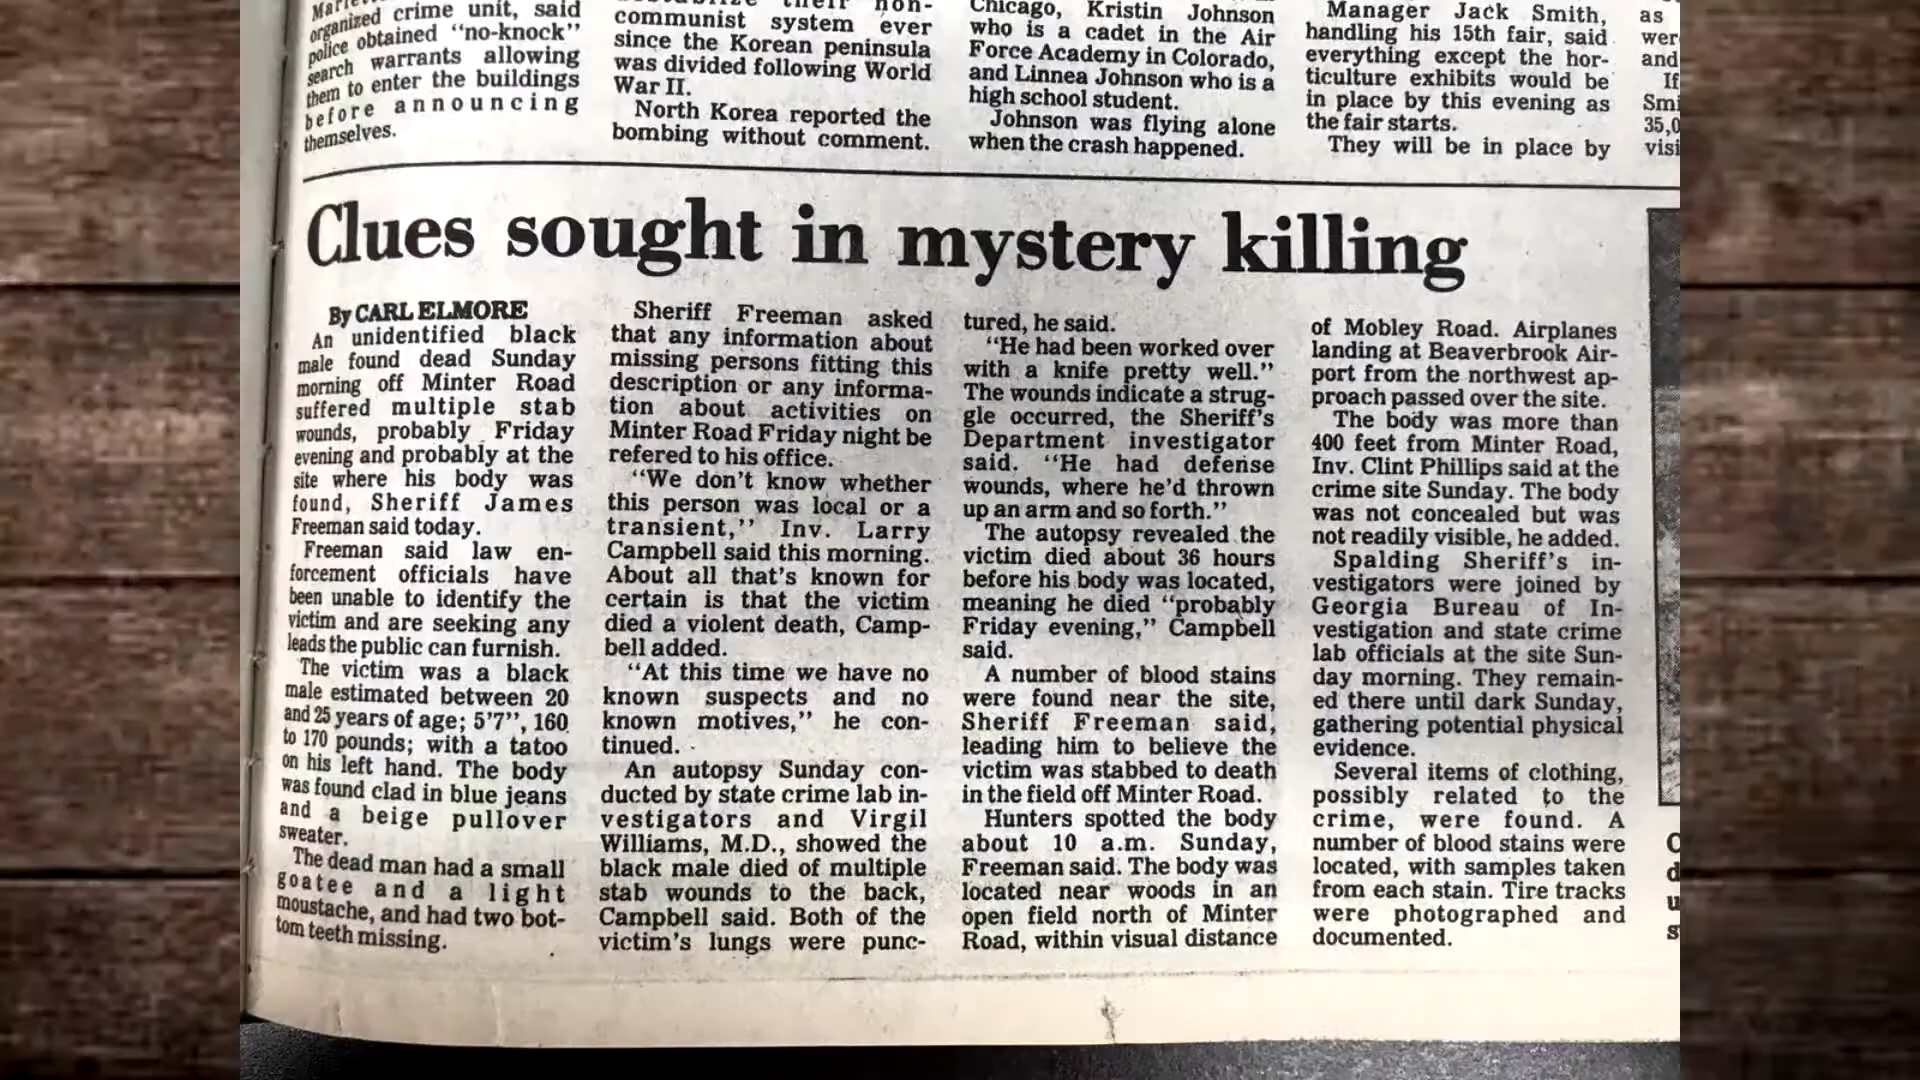 organized crime unit, said
police obtained "no-knock"
search warrants allowing
them to enter the buildings
before announcing
themselves.
communist system ever
since the Korean peninsula
was divided following World
War II.
North Korea reported the
bombing without comment.
Chicago, Kristin Johnson
who is a cadet in the Air
Force Academy in Colorado,
and Linnea Johnson who is a
high school student.
Johnson was flying alone
when the crash happened.
Manager Jack Smith,
handling his 15th fair, said
everything except the hor-
ticulture exhibits would be
in place by this evening as
the fair starts.
They will be in place by
as
wer
and
If
Smi
35,0
visi
Clues sought in mystery killing
By CARL ELMORE
An unidentified black
male found dead Sunday
morning off Minter Road
suffered multiple stab
wounds, probably Friday
evening and probably at the
site where his body was
found, Sheriff James
Freeman said today.
Freeman said law en-
forcement officials have
been unable to identify the
victim and are seeking any
leads the public can furnish.
The victim was a black
male estimated between 20
and 25 years of age; 5'7'', 160
to 170 pounds; with a tatoo
on his left hand. The body
was found clad in blue jeans
and a beige pullover
sweater.
The dead man had a small
goatee and a light
moustache, and had two bot-
tom teeth missing.
Sheriff Freeman asked
that any information about
missing persons fitting this
description or any informa-
tion about activities on
Minter Road Friday night be
refered to his office.
"We don't know whether
this person was local or a
transient," Inv. Larry
Campbell said this morning.
About all that's known for
certain is that the victim
died a violent death, Camp-
bell added.
"At this time we have no
known suspects and no
known motives," he con-
tinued.
An autopsy Sunday con-
ducted by state crime lab in-
vestigators and Virgil
Williams, M.D., showed the
black male died of multiple
stab wounds to the back,
Campbell said. Both of the
victim's lungs were punc-
tured, he said.
"He had been worked over
with a knife pretty well."
The wounds indicate a strug-
gle occurred, the Sheriff's
Department investigator
said. "He had defense
wounds, where he'd thrown
up an arm and so forth."
The autopsy revealed the
victim died about 36 hours
before his body was located,
meaning he died "probably
Friday evening," Campbell
said.
A number of blood stains
were found near the site,
Sheriff Freeman said,
leading him to believe the
victim was stabbed to death
in the field off Minter Road.
Hunters spotted the body
about 10 a.m. Sunday,
Freeman said. The body was
located near woods in an
open field north of Minter
Road, within visual distance
of Mobley Road. Airplanes
landing at Beaverbrook Air-
port from the northwest ap-
proach passed over the site.
The body was more than
400 feet from Minter Road,
Inv. Clint Phillips said at the
crime site Sunday. The body
was not concealed but was
not readily visible, he added.
Spalding Sheriff's in-
vestigators were joined by
Georgia Bureau of In-
vestigation and state crime
lab officials at the site Sun-
day morning. They remain-
ed there until dark Sunday,
gathering potential physical
evidence.
Several items of clothing,
possibly related to the
crime, were found. A
number of blood stains were
located, with samples taken
from each stain. Tire tracks
were photographed and
documented.